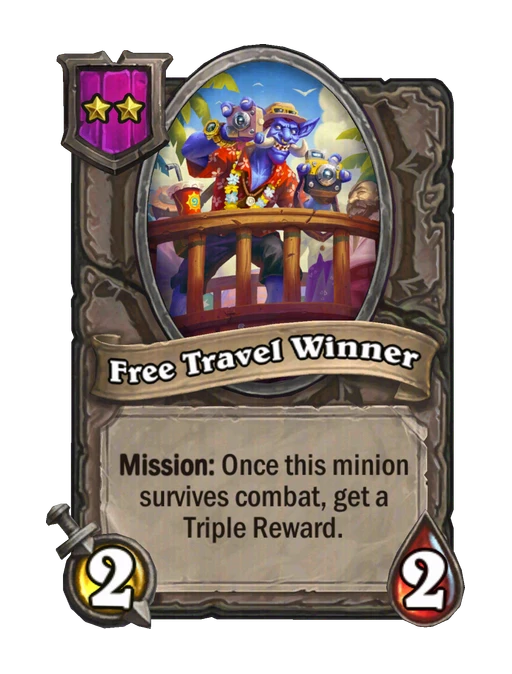 Free Travel Winner
Mission: Once this minion
survives combat, get a
Triple Reward.
2
2